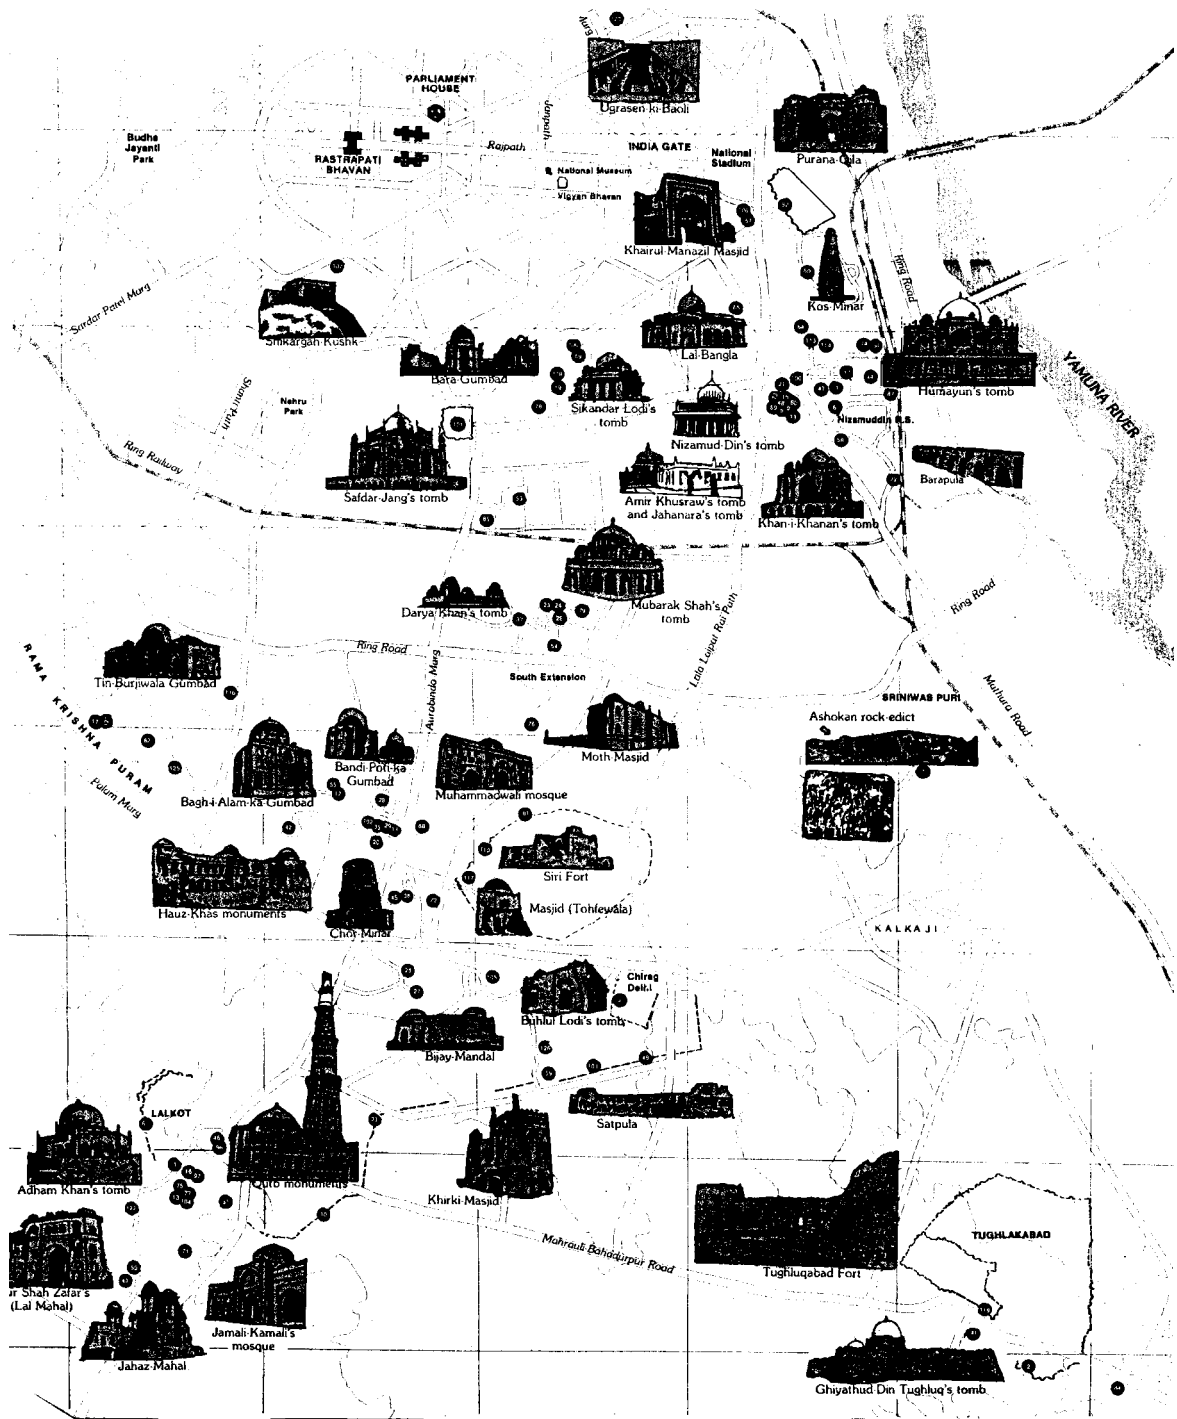 Ugrasen-ki-Baoli
PARLIAMENT
HOUSE
Janpath
Budha
Jayanti
Park
RASTRAPATI
BHAVAN
Rajpath
INDIA GATE
National
Stadium
Purana-Qila
National Museum
Vigyan Bhavan
Khairul-Manazil Masjid
Ring Road
Sardar Patel Marg
Kos-Minar
Shikargah-Kushk
Lal-Bangla
Bara-Gumbad
Humayun's tomb
YAMUNA RIVER
Shanti Path
Nehru
Park
Sikandar Lodi's
tomb
Nizamuddin R.S.
Nizamud-Din's tomb
Ring Railway
Safdar-Jang's tomb
Amir Khusraw's tomb
and Jahanara's tomb
Barapula
Khan-i-Khanan's tomb
Darya Khan's tomb
Mubarak Shah's
tomb
Ring Road
Lala Lajpat Rai Path
Ring Road
Aurobindo Marg
South Extension
Tin-Burjiwala Gumbad
RAMA KRISHNA PURAM
Mathura Road
SRINIWAS PURI
Ashokan rock-edict
Moth-Masjid
Bandi-Poti-ka
Gumbad
Palam Marg
Bagh-i-Alam-ka-Gumbad
Muhammadwali mosque
Siri Fort
Hauz-Khas monuments
Masjid (Tohfewala)
Chor-Minar
KALKAJI
Chirag
Delhi
Buhlul Lodi's tomb
Bijay-Mandal
LALKOT
Satpula
Adham Khan's tomb
Qutb monuments
Khirki-Masjid
TUGHLAKABAD
Mahrauli Bahadurpur Road
Tughluqabad Fort
ur Shah Zafar's
(Lal Mahal)
Jamali-Kamali's
mosque
Jahaz-Mahal
Ghiyathud-Din Tughluq's tomb